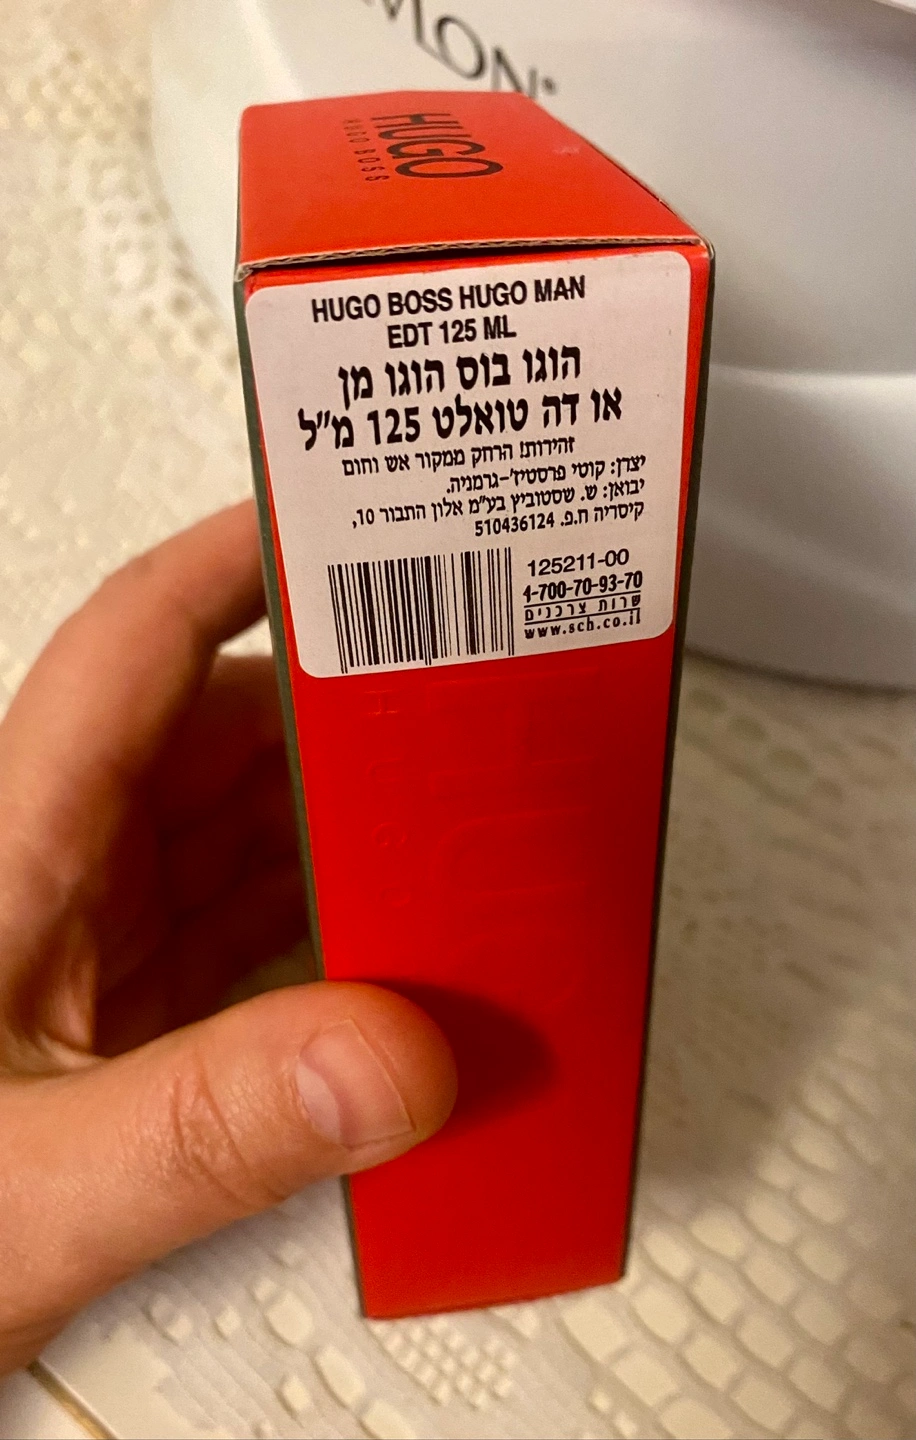 HUGO
HUGO BOSS
HUGO BOSS HUGO MAN
EDT 125 ML
הוגו בוס הוגו מן
או דה טואלט 125 מ"ל
זהירות! הרחק ממקור אש וחום
יצרן: קוטי פרסטיז'-גרמניה.
יבואן: ש. שסטוביץ בע"מ אלון התבור 10,
קיסריה ח.פ. 510436124
125211-00
1-700-70-93-70
שרות צרכנים
www.sch.co.il
HUGO